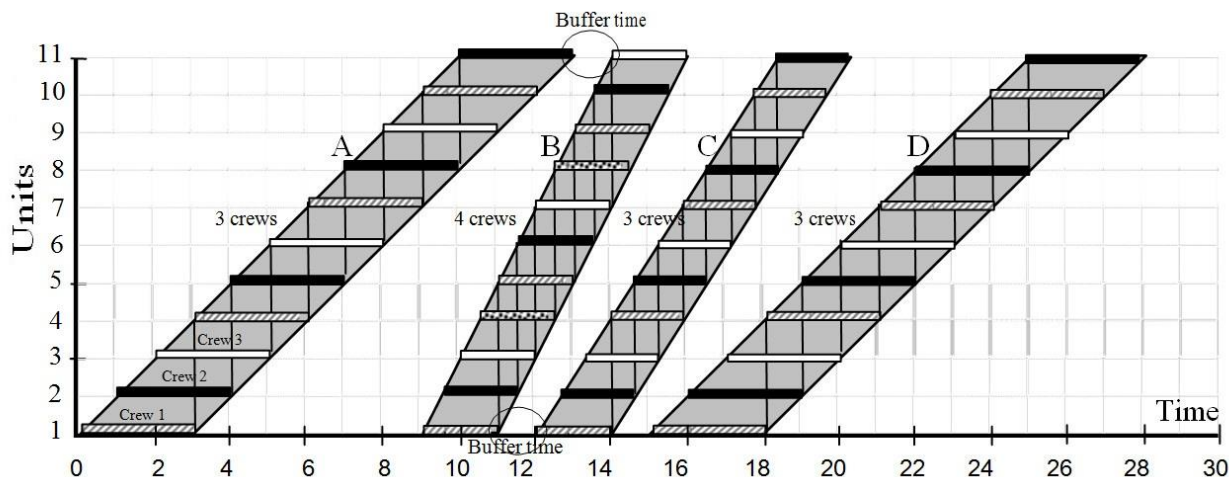 Buffer time
11
10
9
8
7
6
5
4
3
2
1
Units
A
B
C
D
3 crews
4 crews
3 crews
3 crews
Crew 3
Crew 2
Crew 1
Buffer time
Time
0 2 4 6 8 10 12 14 16 18 20 22 24 26 28 30